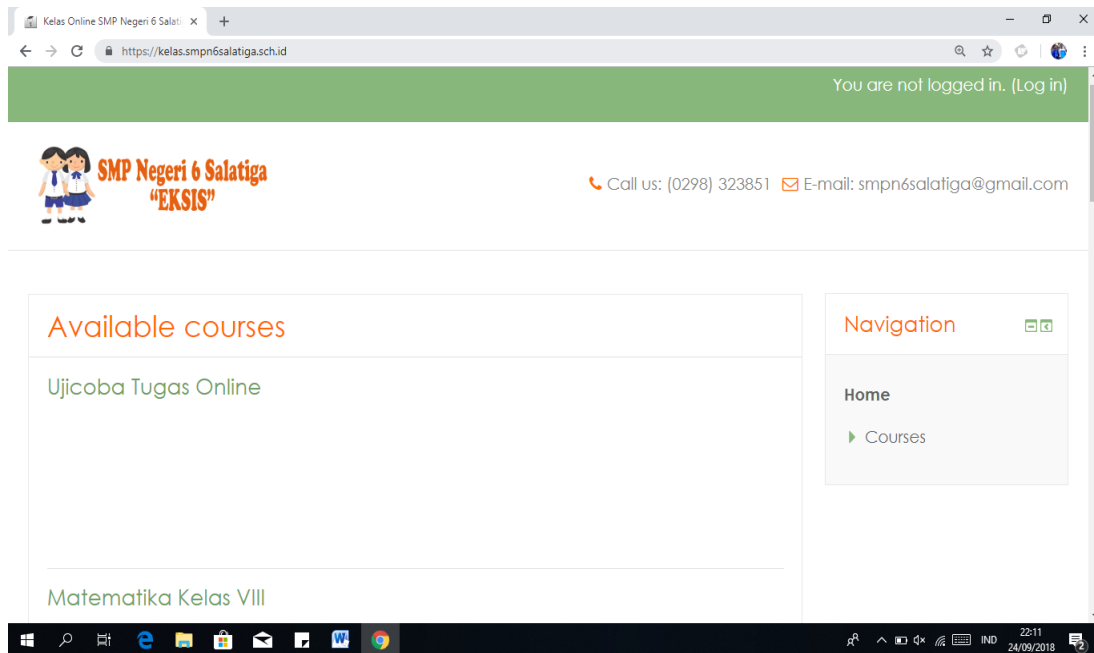 Kelas Online SMP Negeri 6 Salati
https://kelas.smpn6salatiga.sch.id
You are not logged in. (Log in)
SMP Negeri 6 Salatiga
“EKSIS”
Call us: (0298) 323851 E-mail: smpn6salatiga@gmail.com
Available courses
Navigation
Ujicoba Tugas Online
Home
Courses
Matematika Kelas VIII
IND
22:11
24/09/2018
2